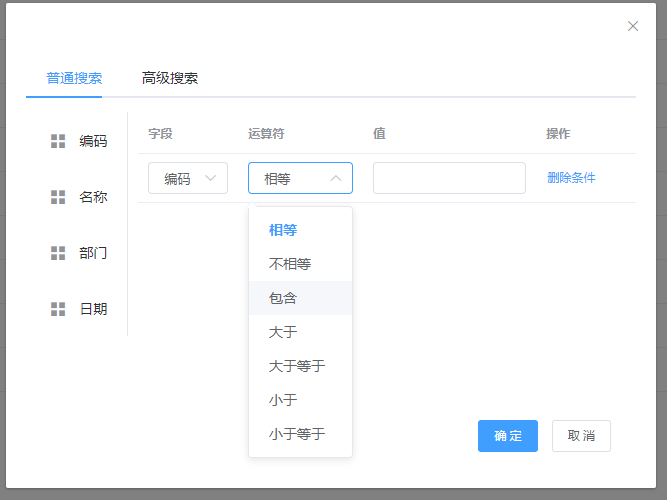 普通搜索 高级搜索
编码
名称
部门
日期
字段 运算符 值 操作
编码 相等 删除条件
相等
不相等
包含
大于
大于等于
小于
小于等于
确定 取消